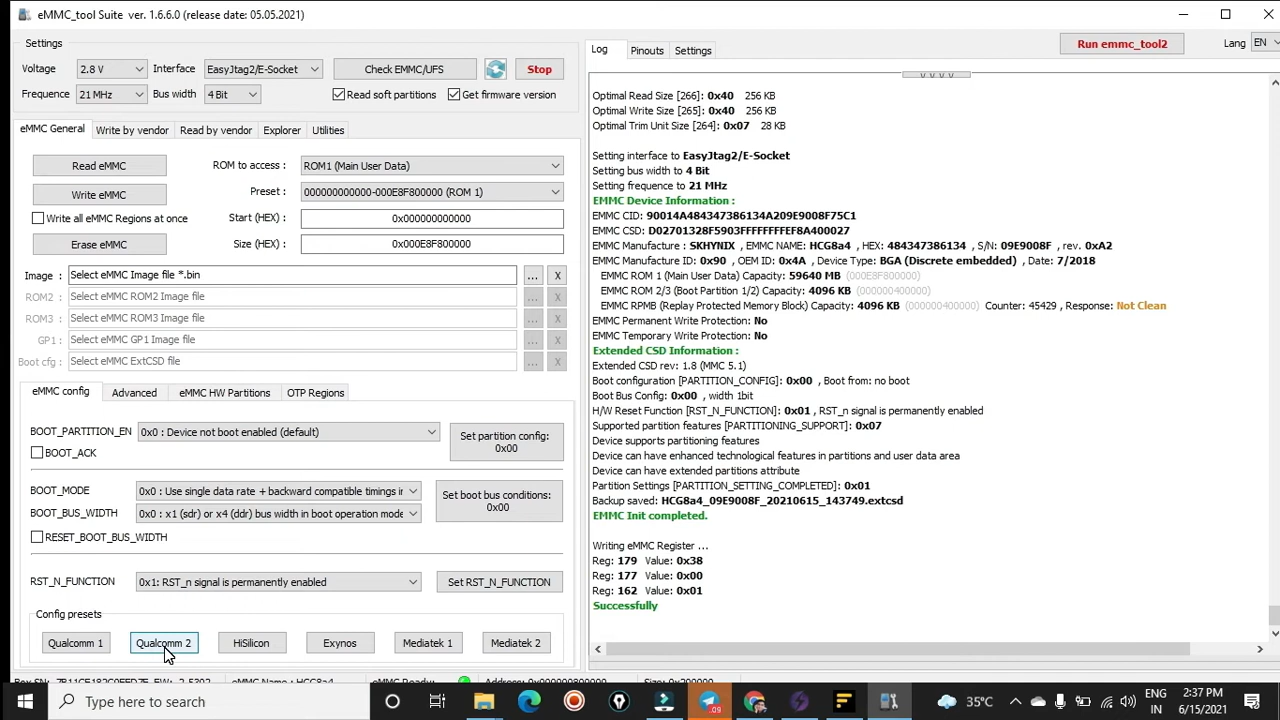 eMMC_tool Suite ver. 1.6.6.0 (release date: 05.05.2021)
Settings
Voltage 2.8 V Interface EasyJtag2/E-Socket Check EMMC/UFS Stop
Frequence 21 MHz Bus width 4 Bit Read soft partitions Get firmware version
eMMC General Write by vendor Read by vendor Explorer Utilities
Read eMMC ROM to access : ROM1 (Main User Data)
Write eMMC Preset : 000000000000-000E8F800000 (ROM 1)
Write all eMMC Regions at once Start (HEX) : 0x000000000000
Erase eMMC Size (HEX) : 0x000E8F800000
Image : Select eMMC Image file *.bin ... X
ROM2 : Select eMMC ROM2 Image file ... X
ROM3 : Select eMMC ROM3 Image file ... X
GP1 : Select eMMC GP1 Image file ... X
Boot cfg : Select eMMC ExtCSD file ... X
eMMC config Advanced eMMC HW Partitions OTP Regions
BOOT_PARTITION_EN 0x0 : Device not boot enabled (default) Set partition config: 0x00
BOOT_ACK
BOOT_MODE 0x0 : Use single data rate + backward compatible timings in Set boot bus conditions: 0x00
BOOT_BUS_WIDTH 0x0 : x1 (sdr) or x4 (ddr) bus width in boot operation mode
RESET_BOOT_BUS_WIDTH
RST_N_FUNCTION 0x1: RST_n signal is permanently enabled Set RST_N_FUNCTION
Config presets
Qualcomm 1 Qualcomm 2 HiSilicon Exynos Mediatek 1 Mediatek 2
Log Pinouts Settings Run emmc_tool2 Lang EN
Optimal Read Size [266]: 0x40 256 KB
Optimal Write Size [265]: 0x40 256 KB
Optimal Trim Unit Size [264]: 0x07 28 KB
Setting interface to EasyJtag2/E-Socket
Setting bus width to 4 Bit
Setting frequence to 21 MHz
EMMC Device Information :
EMMC CID: 90014A484347386134A209E9008F75C1
EMMC CSD: D02701328F5903FFFFFFFFEF8A400027
EMMC Manufacture : SKHYNIX , EMMC NAME: HCG8a4 , HEX: 484347386134 , S/N: 09E9008F , rev. 0xA2
EMMC Manufacture ID: 0x90 , OEM ID: 0x4A , Device Type: BGA (Discrete embedded) , Date: 7/2018
EMMC ROM 1 (Main User Data) Capacity: 59640 MB (000E8F800000)
EMMC ROM 2/3 (Boot Partition 1/2) Capacity: 4096 KB (000000400000)
EMMC RPMB (Replay Protected Memory Block) Capacity: 4096 KB (000000400000) Counter: 45429 , Response: Not Clean
EMMC Permanent Write Protection: No
EMMC Temporary Write Protection: No
Extended CSD Information :
Extended CSD rev: 1.8 (MMC 5.1)
Boot configuration [PARTITION_CONFIG]: 0x00 , Boot from: no boot
Boot Bus Config: 0x00 , width 1bit
H/W Reset Function [RST_N_FUNCTION]: 0x01 , RST_n signal is permanently enabled
Supported partition features [PARTITIONING_SUPPORT]: 0x07
Device supports partitioning features
Device can have enhanced technological features in partitions and user data area
Device can have extended partitions attribute
Partition Settings [PARTITION_SETTING_COMPLETED]: 0x01
Backup saved: HCG8a4_09E9008F_20210615_143749.extcsd
EMMC Init completed.
Writing eMMC Register ...
Reg: 179 Value: 0x38
Reg: 177 Value: 0x00
Reg: 162 Value: 0x01
Successfully
Type here to search 35°C ENG IN 2:37 PM 6/15/2021